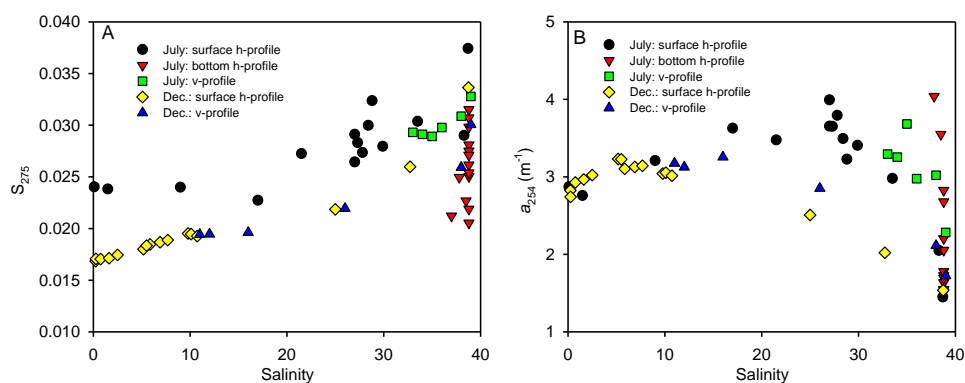 A
July: surface h-profile
July: bottom h-profile
July: v-profile
Dec.: surface h-profile
Dec.: v-profile
0.040
0.035
0.030
0.025
0.020
0.015
0.010
S275
0 10 20 30 40
Salinity
B
July: surface h-profile
July: bottom h-profile
July: v-profile
Dec.: surface h-profile
Dec.: v-profile
5
4
3
2
1
a254 (m-1)
0 10 20 30 40
Salinity